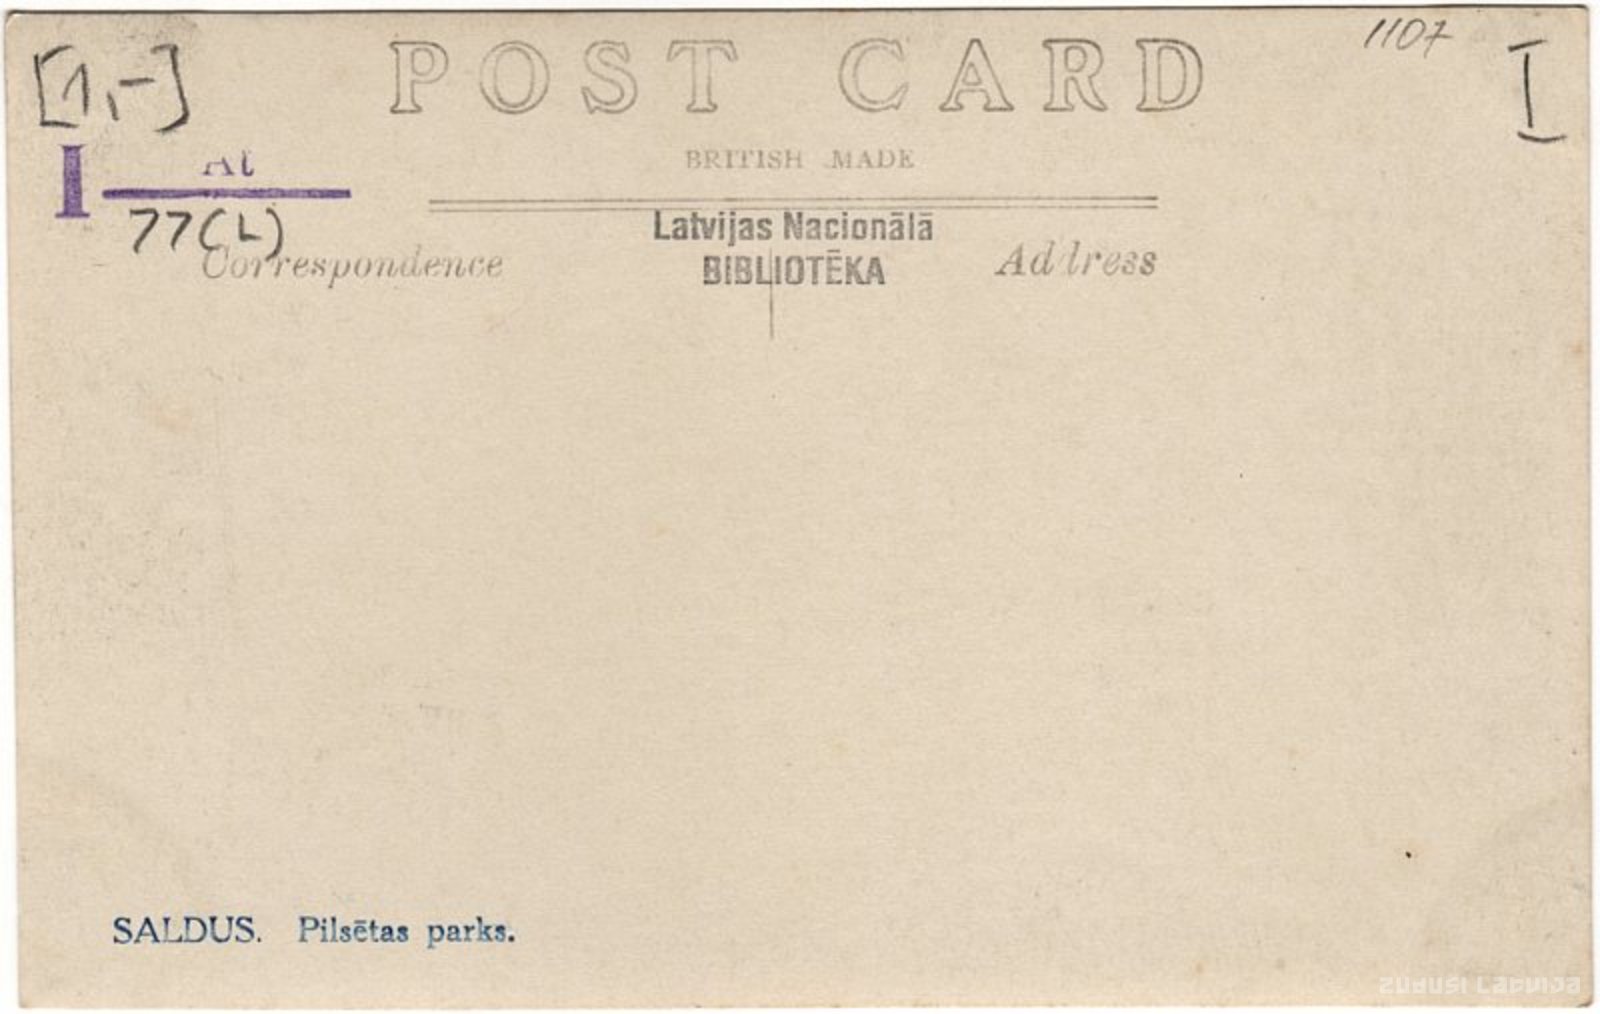 [1,-]
POST CARD
1107
I
BRITISH MADE
I At
77(L)
Latvijas Nacionālā
BIBLIOTĒKA
Correspondence
Address
SALDUS. Pilsētas parks.
zudusi Latvija